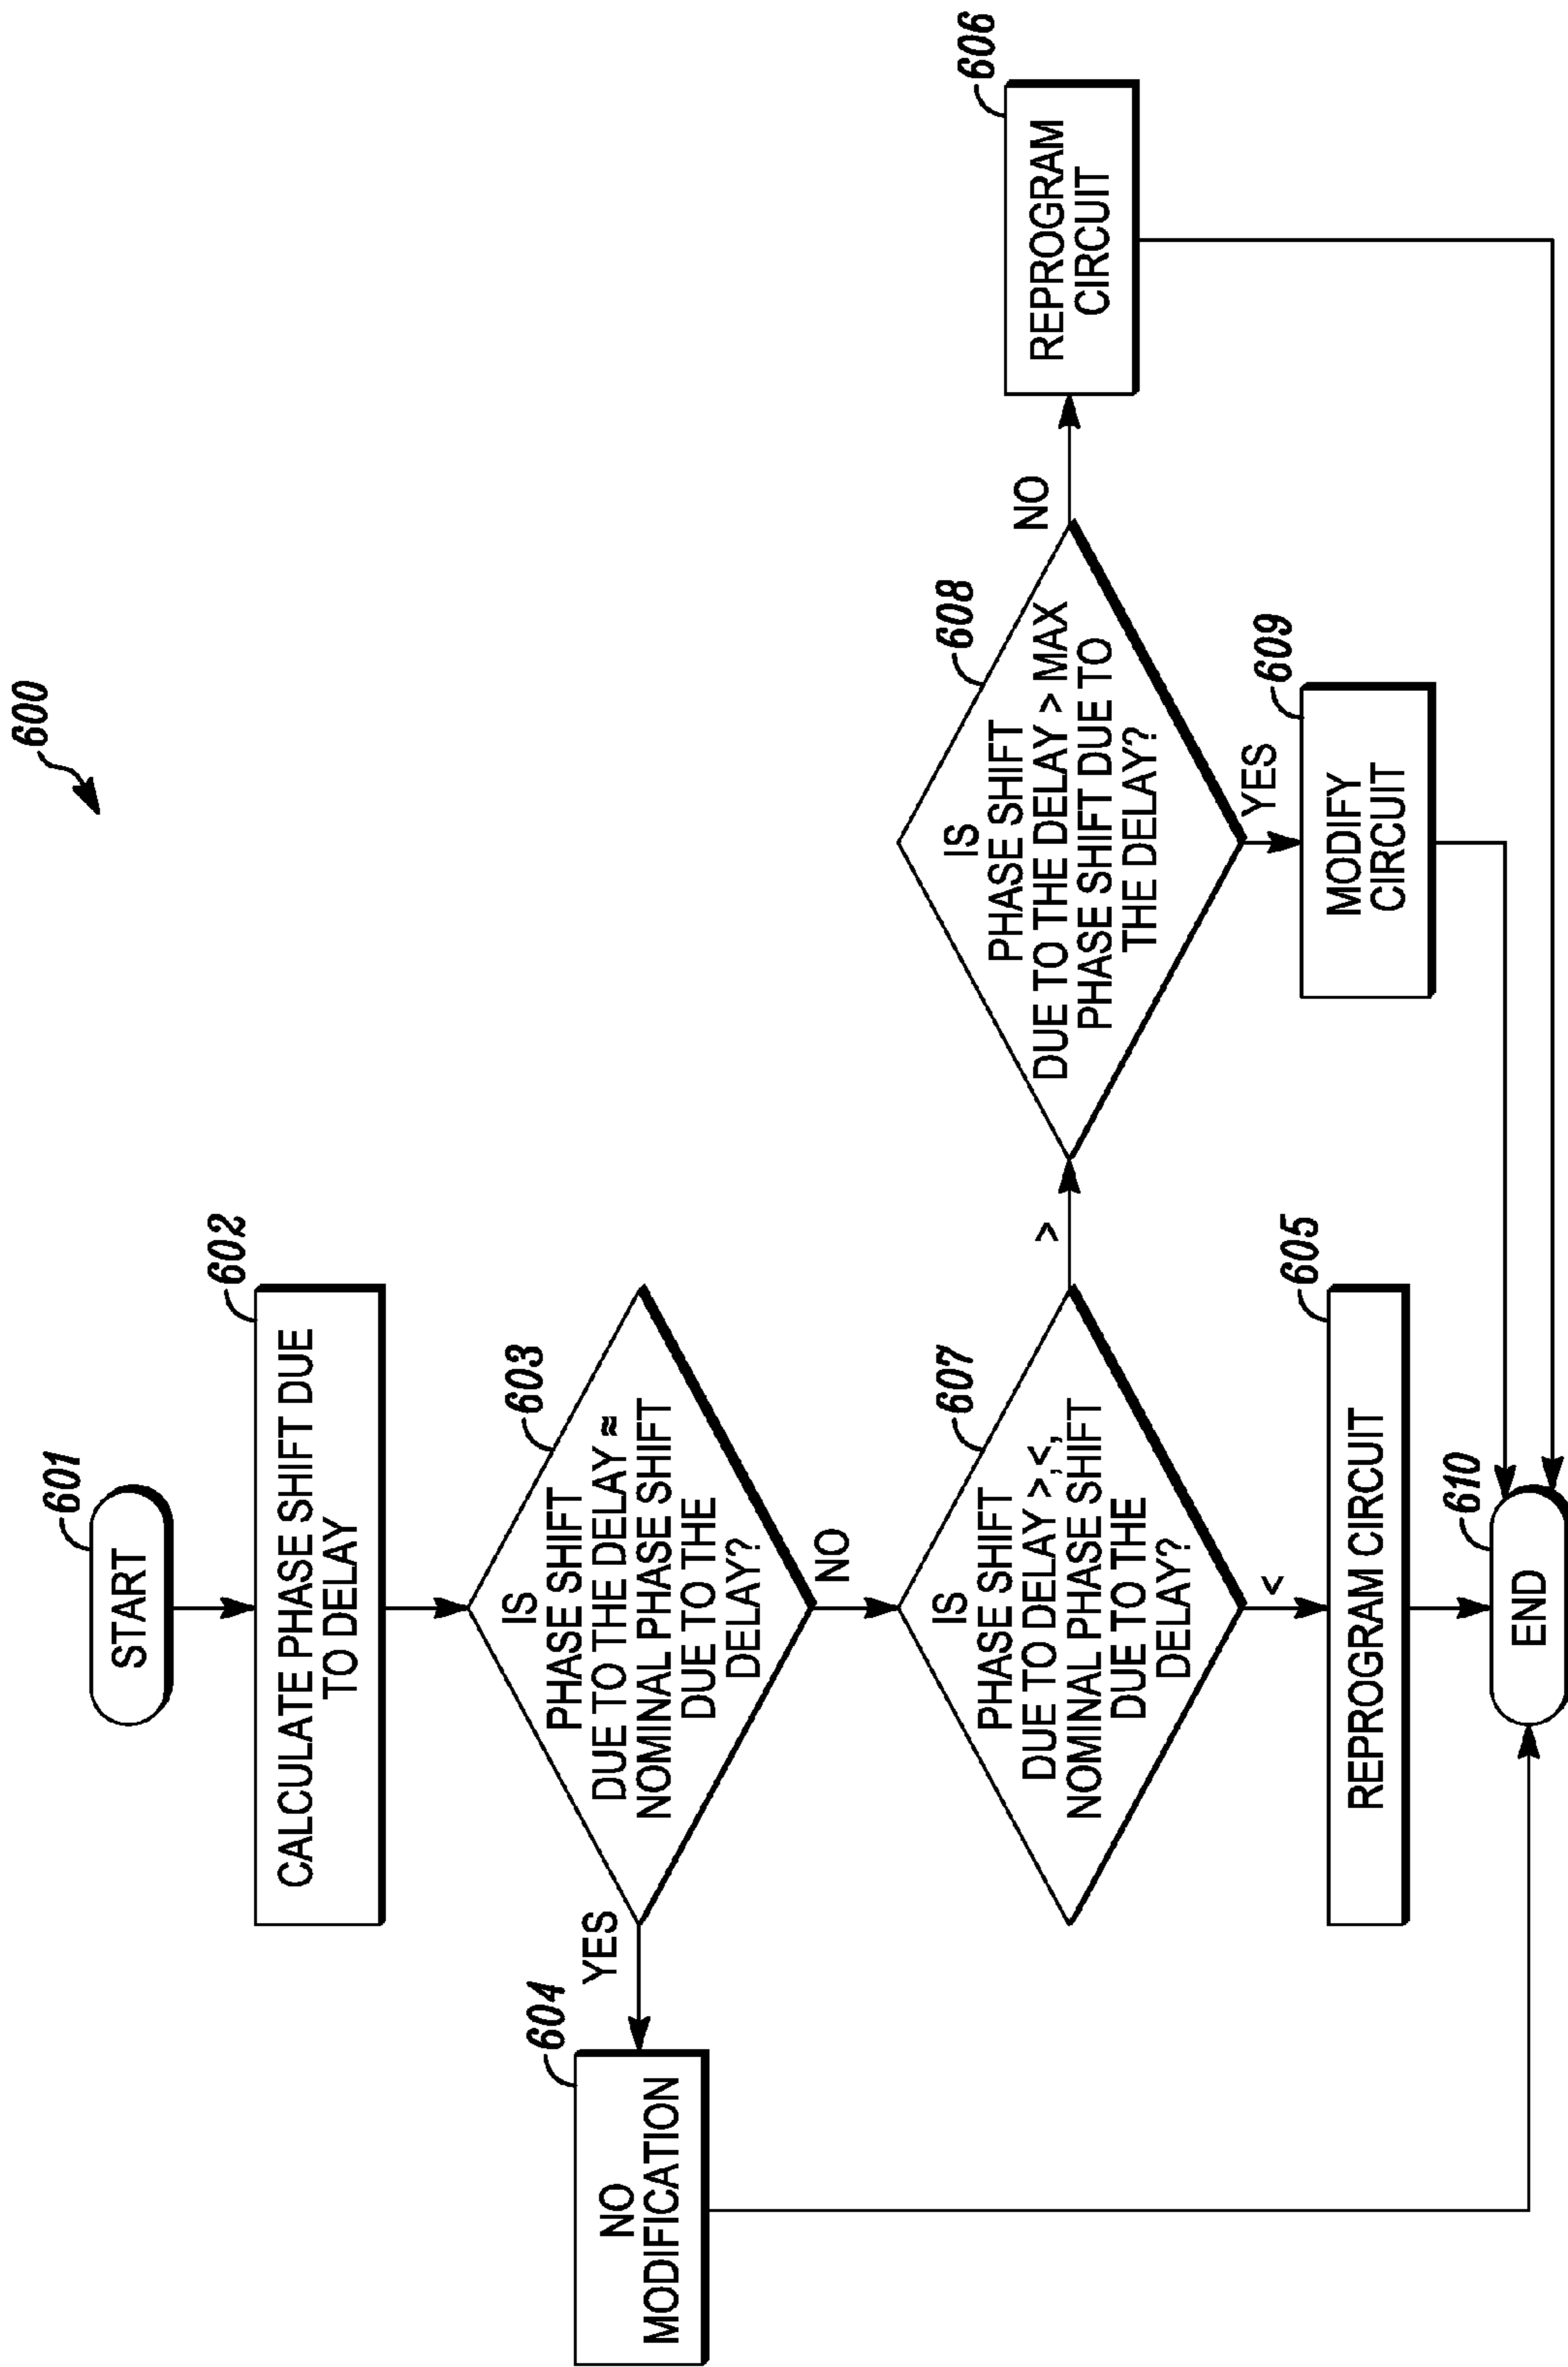 600
601
START
602
CALCULATE PHASE SHIFT DUE
TO DELAY
603
IS
PHASE SHIFT
DUE TO THE DELAY ≈
NOMINAL PHASE SHIFT
DUE TO THE
DELAY?
YES
604
NO
MODIFICATION
NO
607
IS
PHASE SHIFT
DUE TO DELAY >,<,
NOMINAL PHASE SHIFT
DUE TO THE
DELAY?
>
608
IS
PHASE SHIFT
DUE TO THE DELAY > MAX
PHASE SHIFT DUE TO
THE DELAY?
NO
606
REPROGRAM
CIRCUIT
YES
609
MODIFY
CIRCUIT
<
605
REPROGRAM CIRCUIT
610
END